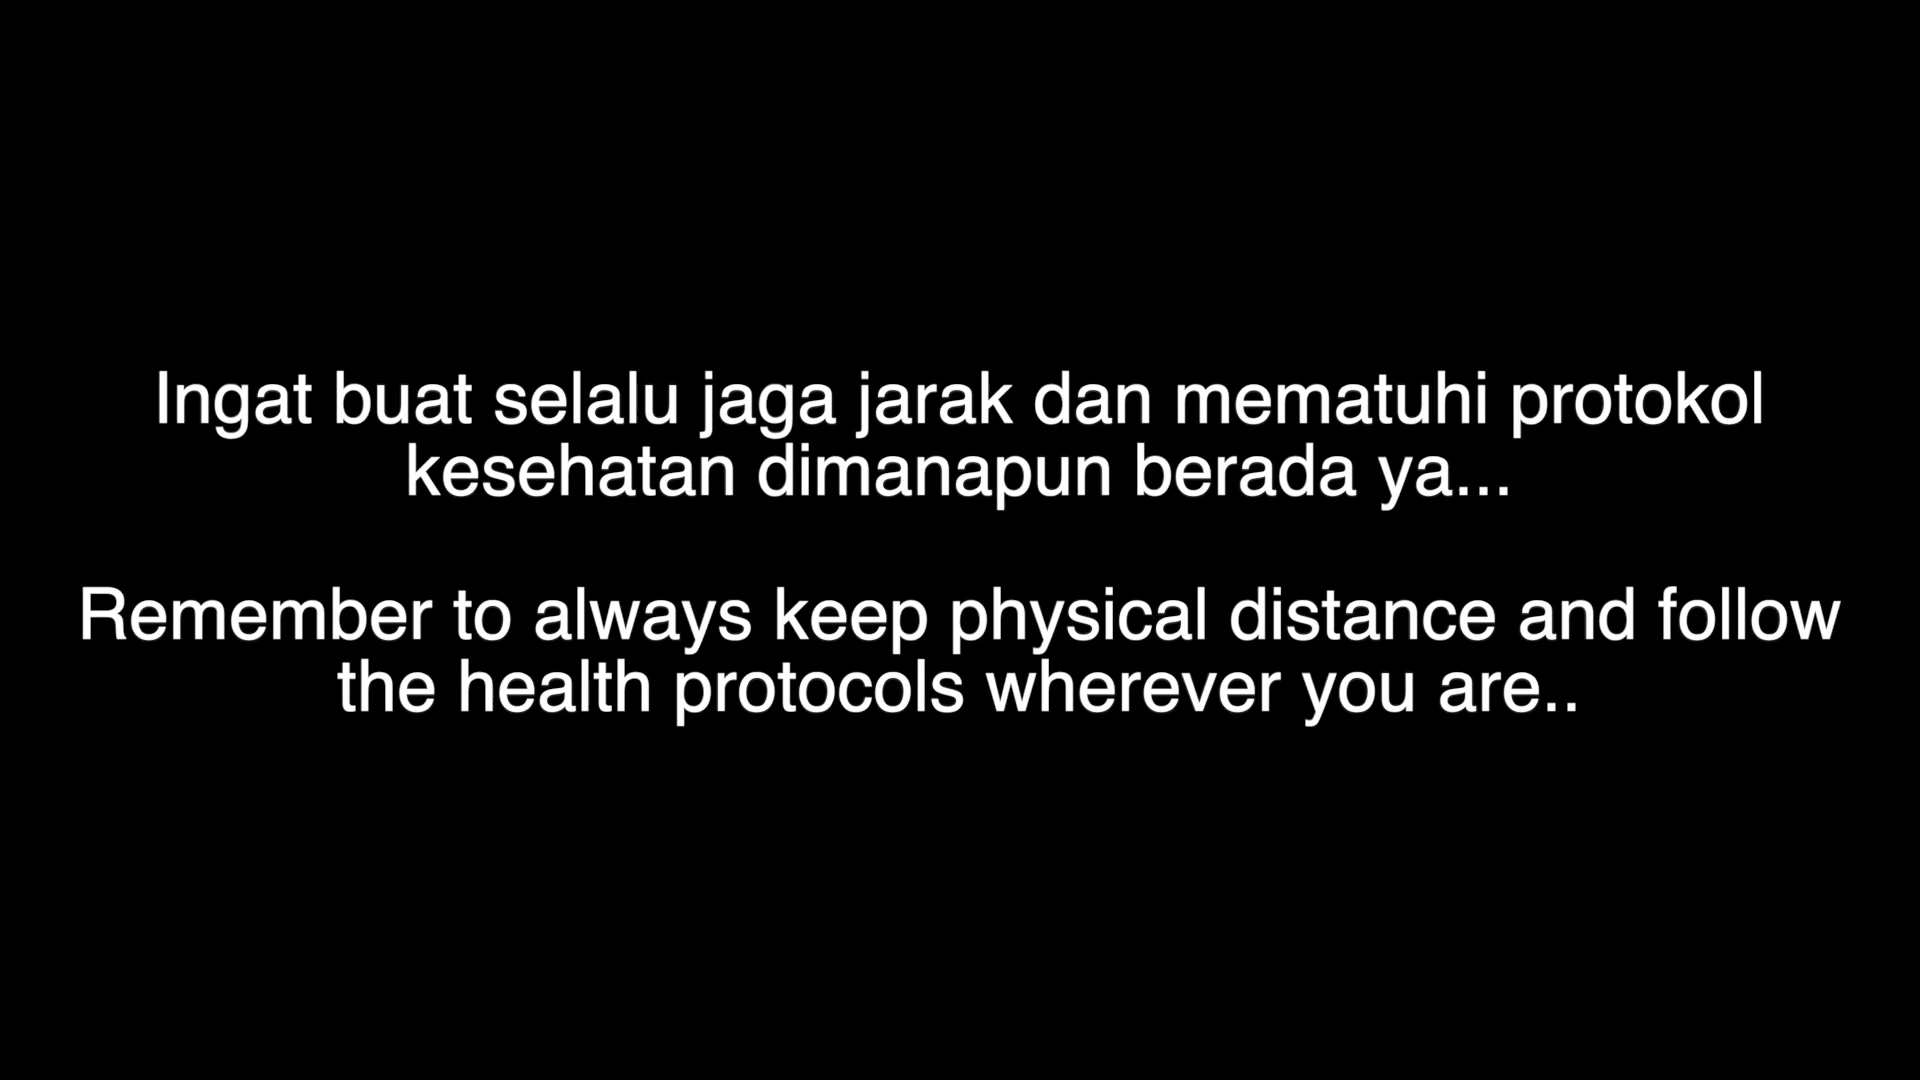 Ingat buat selalu jaga jarak dan mematuhi protokol
kesehatan dimanapun berada ya...
Remember to always keep physical distance and follow
the health protocols wherever you are..